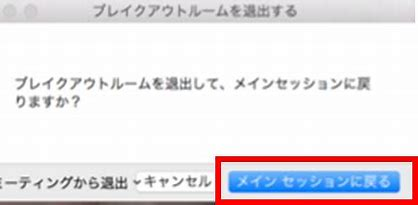 ブレイクアウトルームを退出する
ブレイクアウトルームを退出して、メインセッションに戻
りますか？
ミーティングから退出 キャンセル メイン セッションに戻る